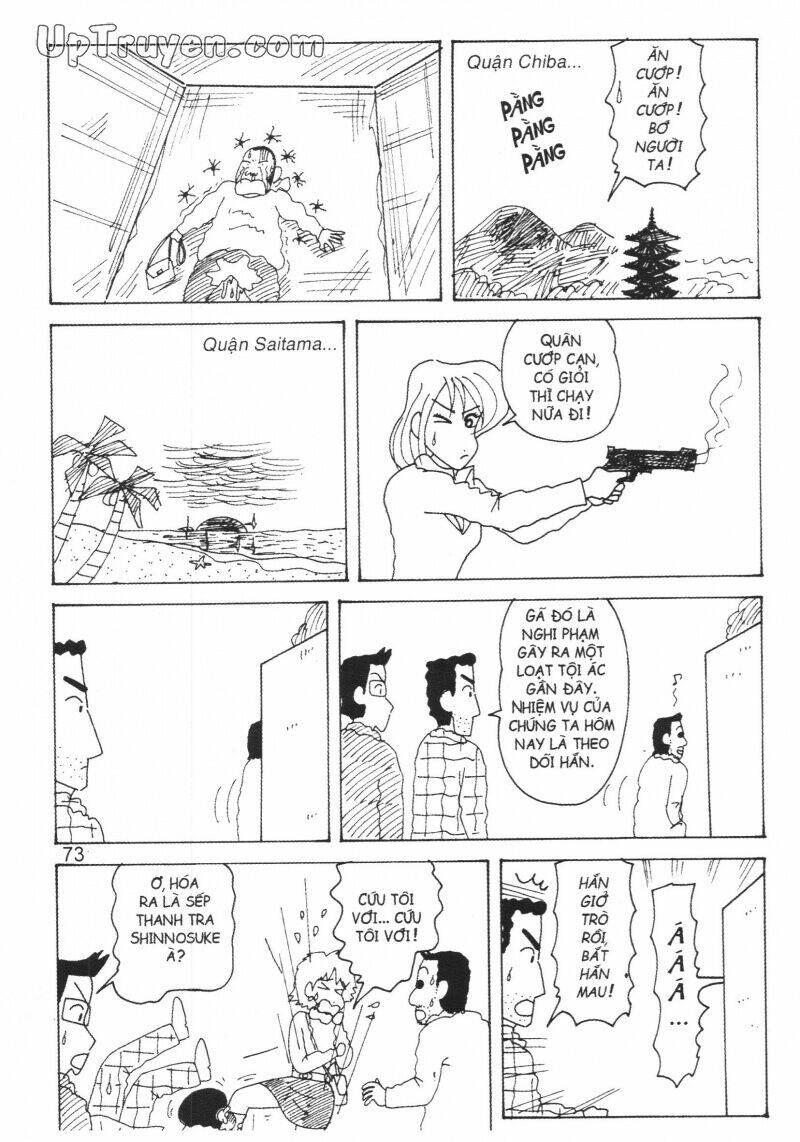 UpTruyen.com
Quận Chiba...
PẰNG
PẰNG
PẰNG
ĂN
CƯỚP!
ĂN
CƯỚP!
BỚ
NGƯỜI
TA!
Quận Saitama...
QUÂN
CƯỚP CẠN,
CÓ GIỎI
THÌ CHẠY
NỮA ĐI!
GÃ ĐÓ LÀ
NGHI PHẠM
GÂY RA MỘT
LOẠT TỘI ÁC
GẦN ĐÂY.
NHIỆM VỤ CỦA
CHÚNG TA HÔM
NAY LÀ THEO
DÕI HẮN.
73
Ơ, HÓA
RA LÀ SẾP
THANH TRA
SHINNOSUKE
À?
CỨU TÔI
VỚI... CỨU
TÔI VỚI!
HẮN
GIỞ
TRÒ
RỒI,
BẮT
HẮN
MAU!
Á
Á
Á
...